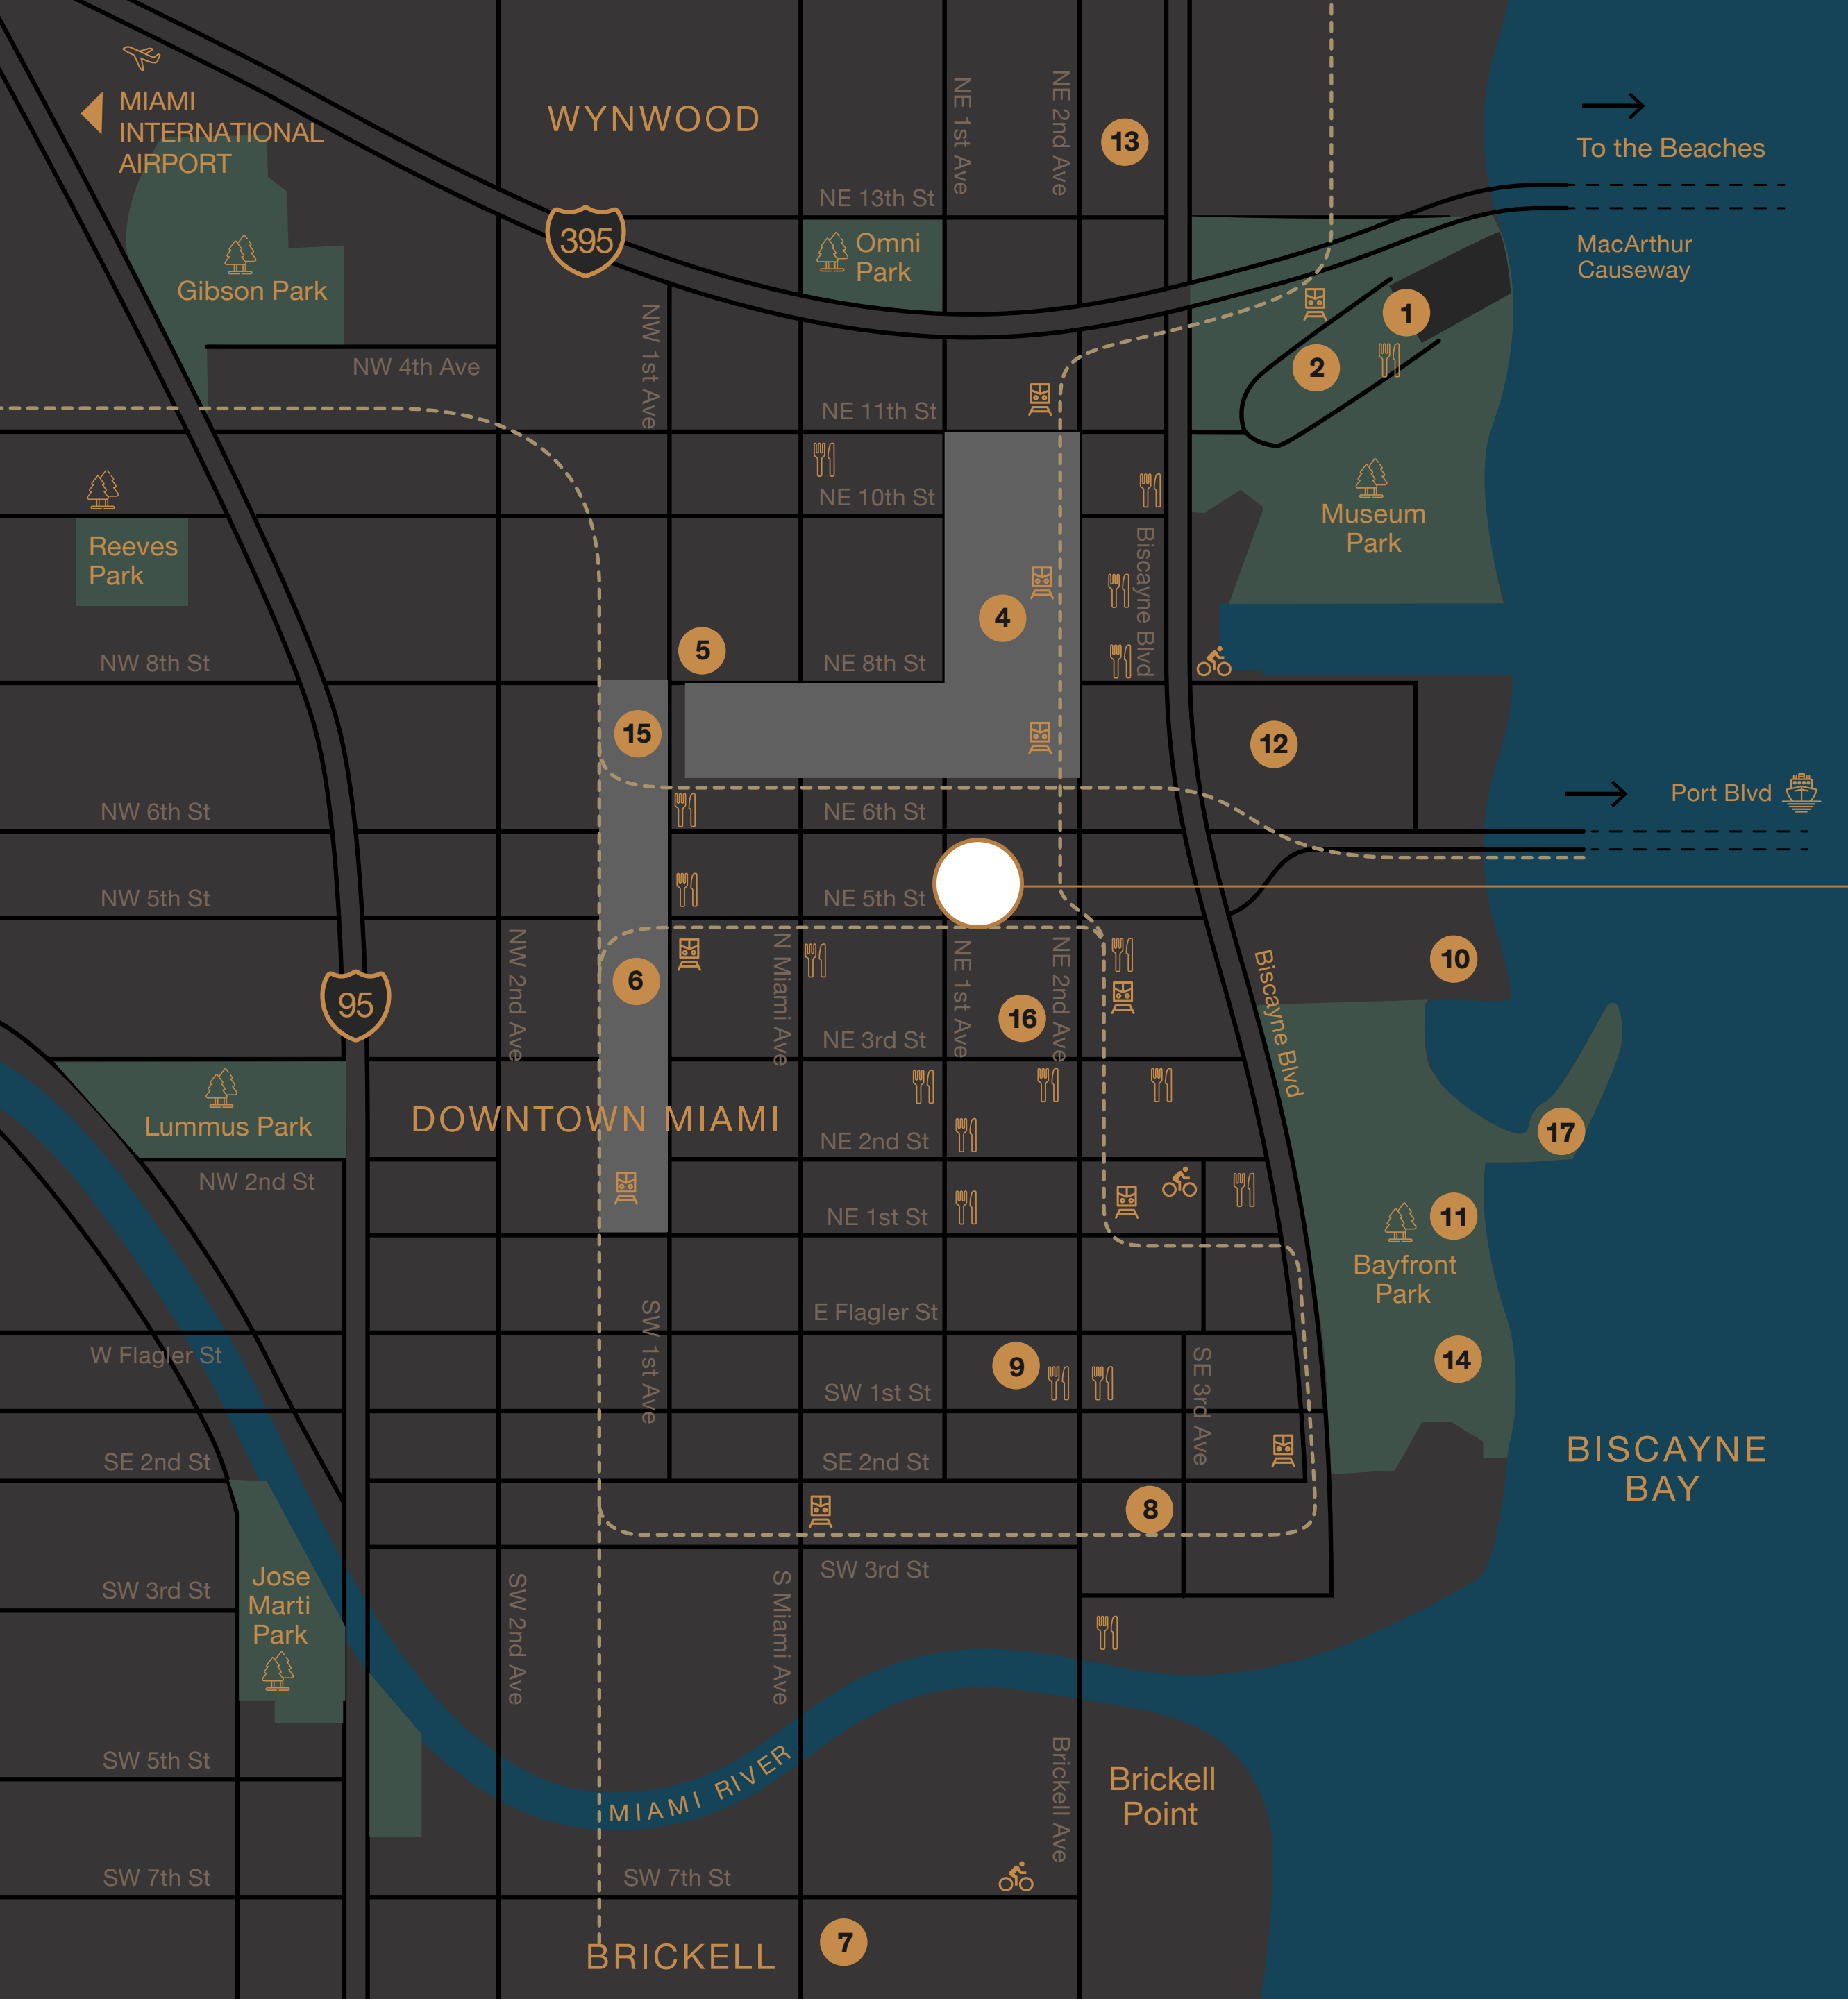 MIAMI
INTERNATIONAL
AIRPORT
WYNWOOD
NE 1st Ave
NE 2nd Ave
13
To the Beaches
NE 13th St
395
Omni
Park
MacArthur
Causeway
Gibson Park
1
NW 1st Ave
NW 4th Ave
2
NE 11th St
NE 10th St
Museum
Park
Reeves
Park
Biscayne Blvd
4
5
NW 8th St
NE 8th St
15
12
Port Blvd
NW 6th St
NE 6th St
NW 5th St
NE 5th St
NW 2nd Ave
N Miami Ave
NE 1st Ave
NE 2nd Ave
Biscayne Blvd
10
6
95
16
NE 3rd St
Lummus Park
DOWNTOWN MIAMI
NE 2nd St
17
NW 2nd St
NE 1st St
11
Bayfront
Park
SW 1st Ave
E Flagler St
W Flagler St
9
SE 3rd Ave
14
SW 1st St
SE 2nd St
SE 2nd St
BISCAYNE
BAY
8
SW 3rd St
Jose
Marti
Park
SW 3rd St
SW 2nd Ave
S Miami Ave
SW 5th St
MIAMI RIVER
Brickell Ave
Brickell
Point
SW 7th St
SW 7th St
7
BRICKELL